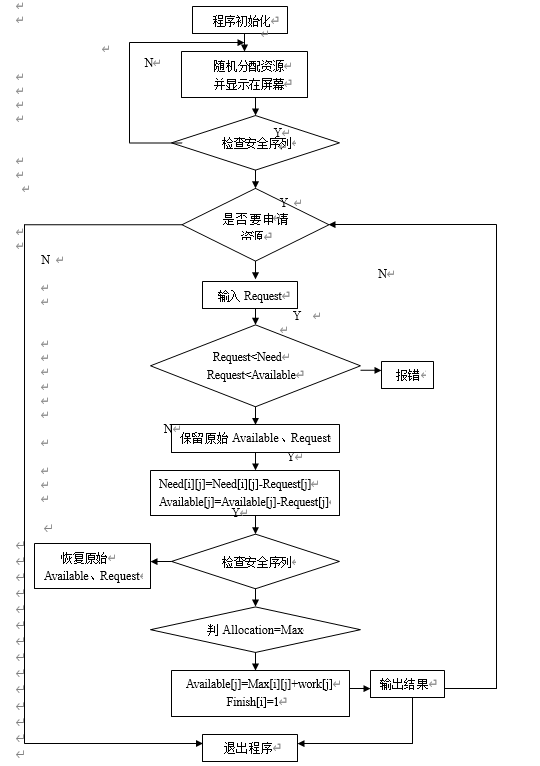 程序初始化
N
随机分配资源
并显示在屏幕
Y
检查安全序列
Y
是否要申请
资源
N
N
输入 Request
Y
Request<Need
Request<Available
报错
N
保留原始 Available、Request
Y
Need[i][j]=Need[i][j]-Request[j]
Available[j]=Available[j]-Request[j]
Y
恢复原始
Available、Request
检查安全序列
判 Allocation=Max
Available[j]=Max[i][j]+work[j]
Finish[i]=1
输出结果
退出程序